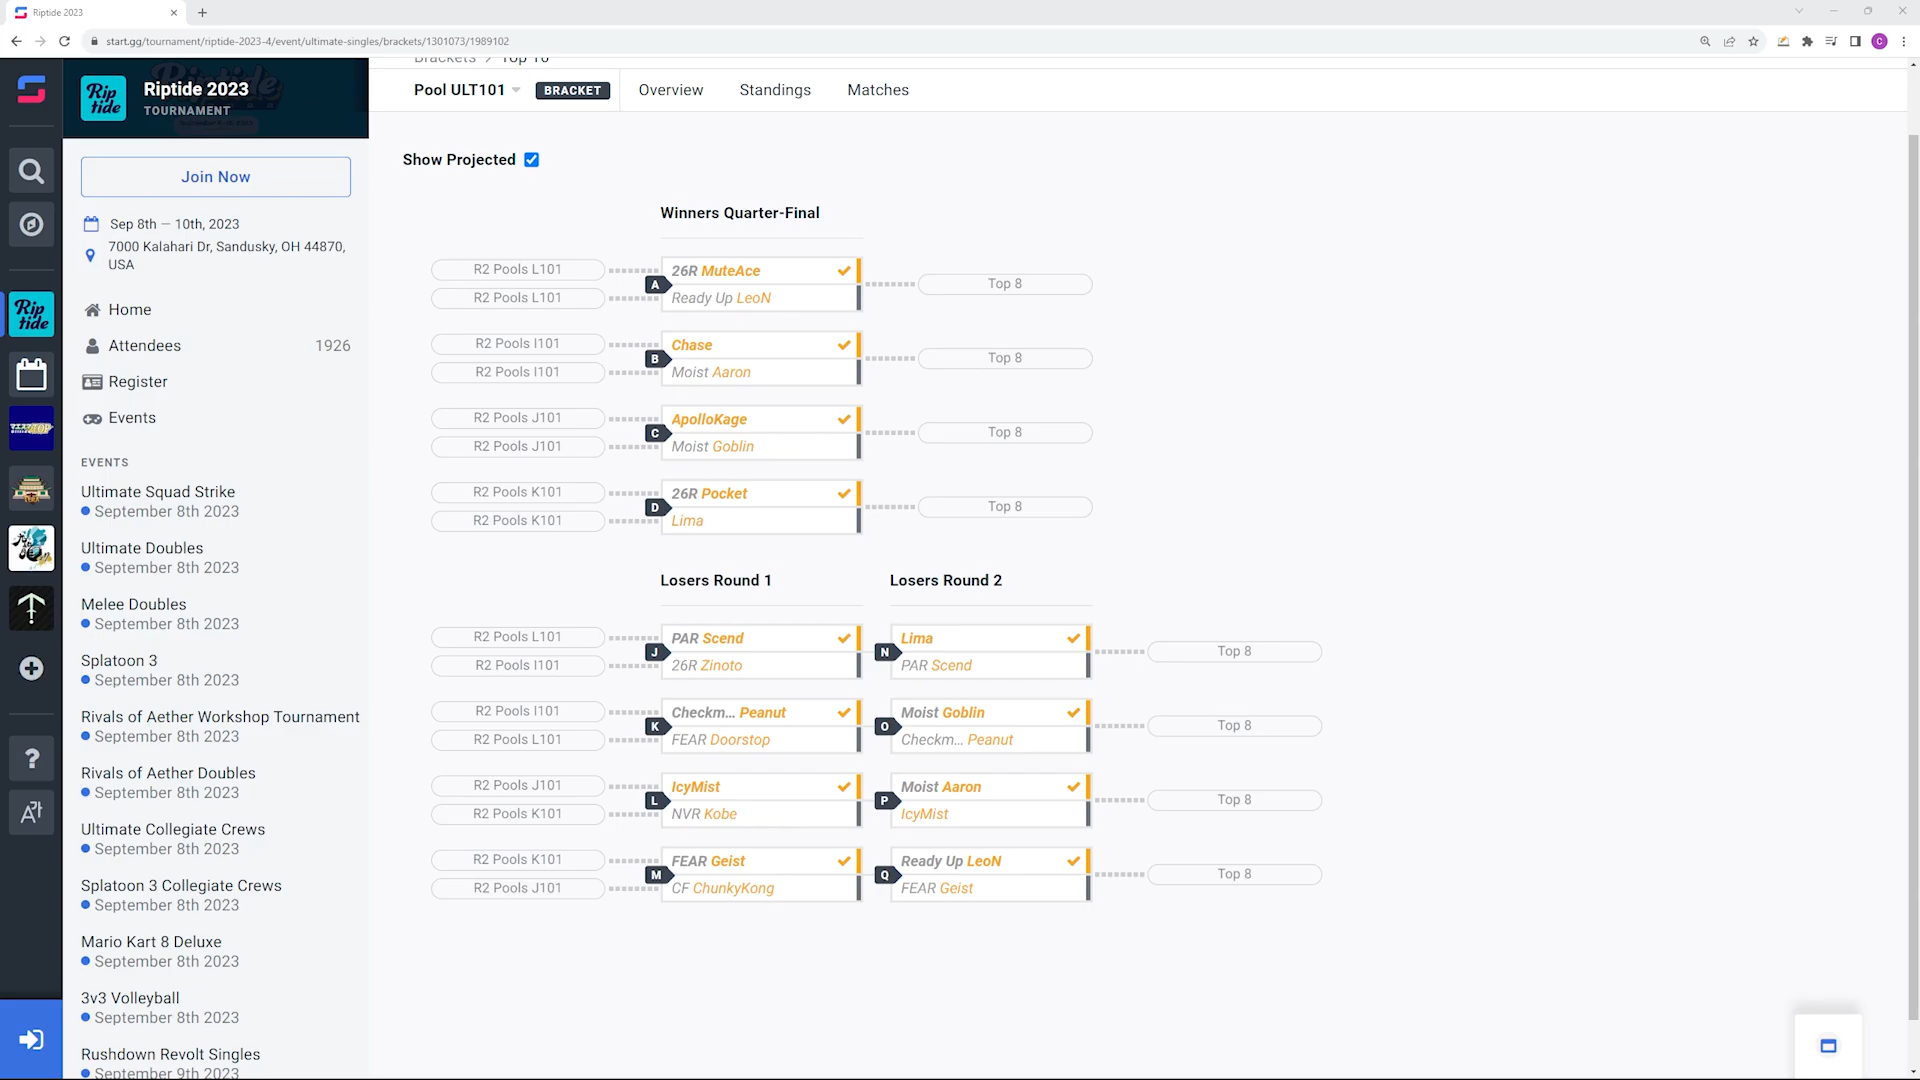 Riptide 2023
start.gg/tournament/riptide-2023-4/event/ultimate-singles/brackets/1301073/1989102
C
Rip tide
Riptide 2023
TOURNAMENT
Join Now
Sep 8th — 10th, 2023
7000 Kalahari Dr, Sandusky, OH 44870,
USA
Home
Attendees 1926
Register
Events
EVENTS
Ultimate Squad Strike
September 8th 2023
Ultimate Doubles
September 8th 2023
Melee Doubles
September 8th 2023
Splatoon 3
September 8th 2023
Rivals of Aether Workshop Tournament
September 8th 2023
Rivals of Aether Doubles
September 8th 2023
Ultimate Collegiate Crews
September 8th 2023
Splatoon 3 Collegiate Crews
September 8th 2023
Mario Kart 8 Deluxe
September 8th 2023
3v3 Volleyball
September 8th 2023
Rushdown Revolt Singles
September 9th 2023
Rip tide
Brackets > Top 16
Pool ULT101 BRACKET Overview Standings Matches
Show Projected
Winners Quarter-Final
R2 Pools L101
R2 Pools L101
A
26R MuteAce
Ready Up LeoN
Top 8
R2 Pools I101
R2 Pools I101
B
Chase
Moist Aaron
Top 8
R2 Pools J101
R2 Pools J101
C
ApolloKage
Moist Goblin
Top 8
R2 Pools K101
R2 Pools K101
D
26R Pocket
Lima
Top 8
Losers Round 1
Losers Round 2
R2 Pools L101
R2 Pools I101
J
PAR Scend
26R Zinoto
N
Lima
PAR Scend
Top 8
R2 Pools I101
R2 Pools L101
K
Checkm... Peanut
FEAR Doorstop
O
Moist Goblin
Checkm... Peanut
Top 8
R2 Pools J101
R2 Pools K101
L
IcyMist
NVR Kobe
P
Moist Aaron
IcyMist
Top 8
R2 Pools K101
R2 Pools J101
M
FEAR Geist
CF ChunkyKong
Q
Ready Up LeoN
FEAR Geist
Top 8